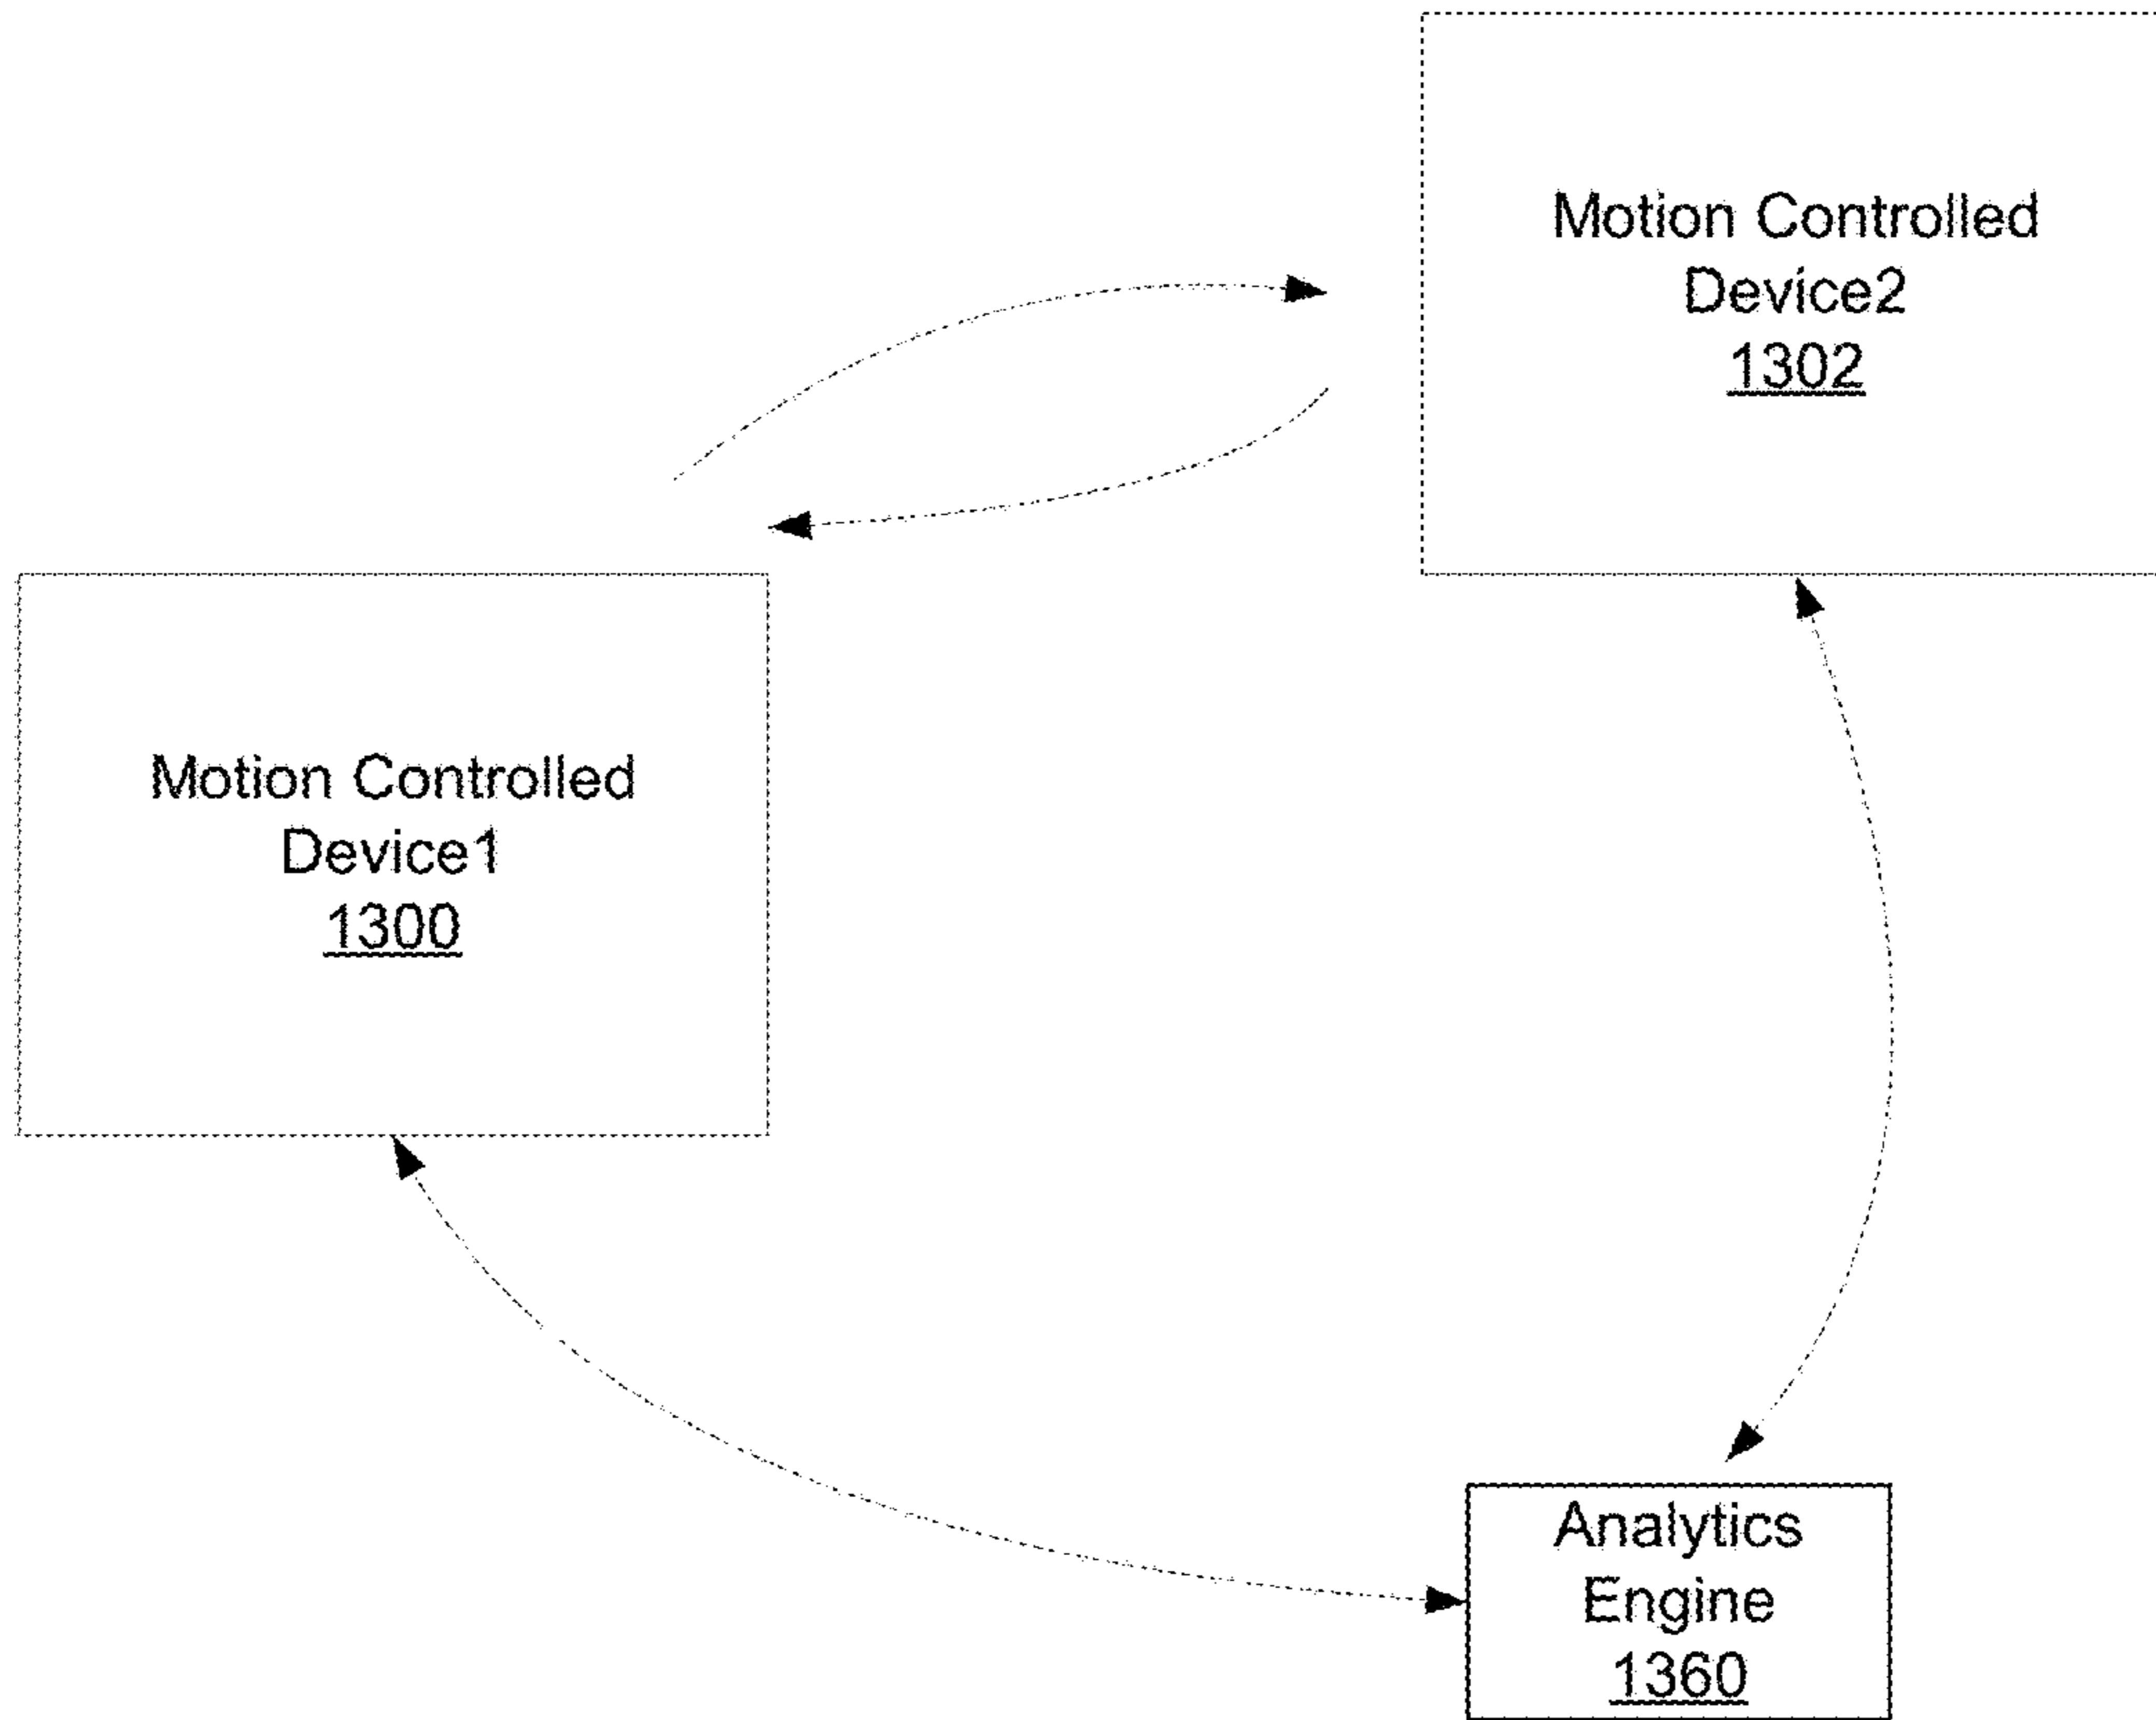 Motion Controlled
Device2
1302
Motion Controlled
Device1
1300
Analytics
Engine
1360